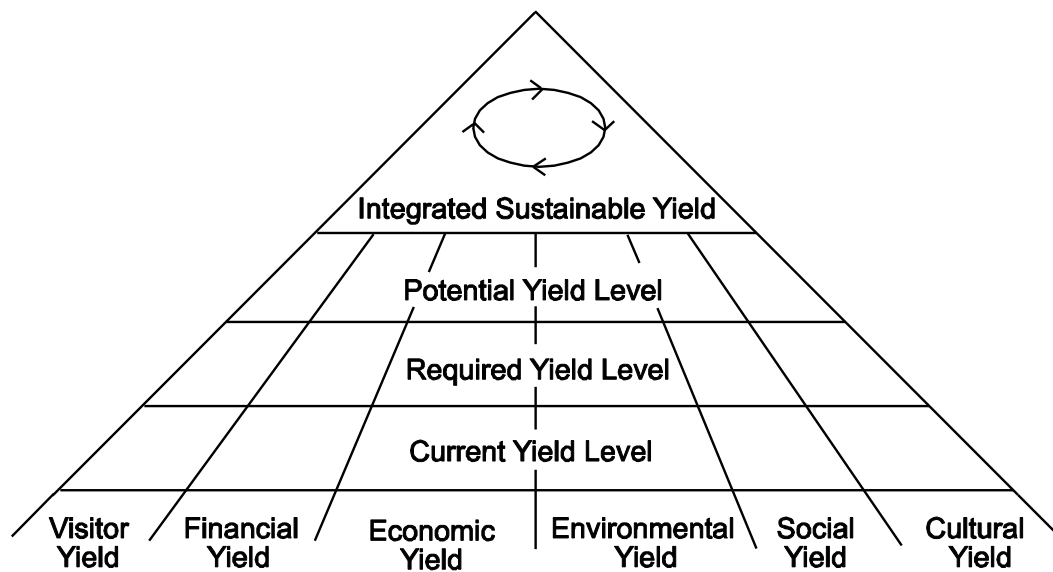 Integrated Sustainable Yield
Potential Yield Level
Required Yield Level
Current Yield Level
Visitor
Yield
Financial
Yield
Economic
Yield
Environmental
Yield
Social
Yield
Cultural
Yield